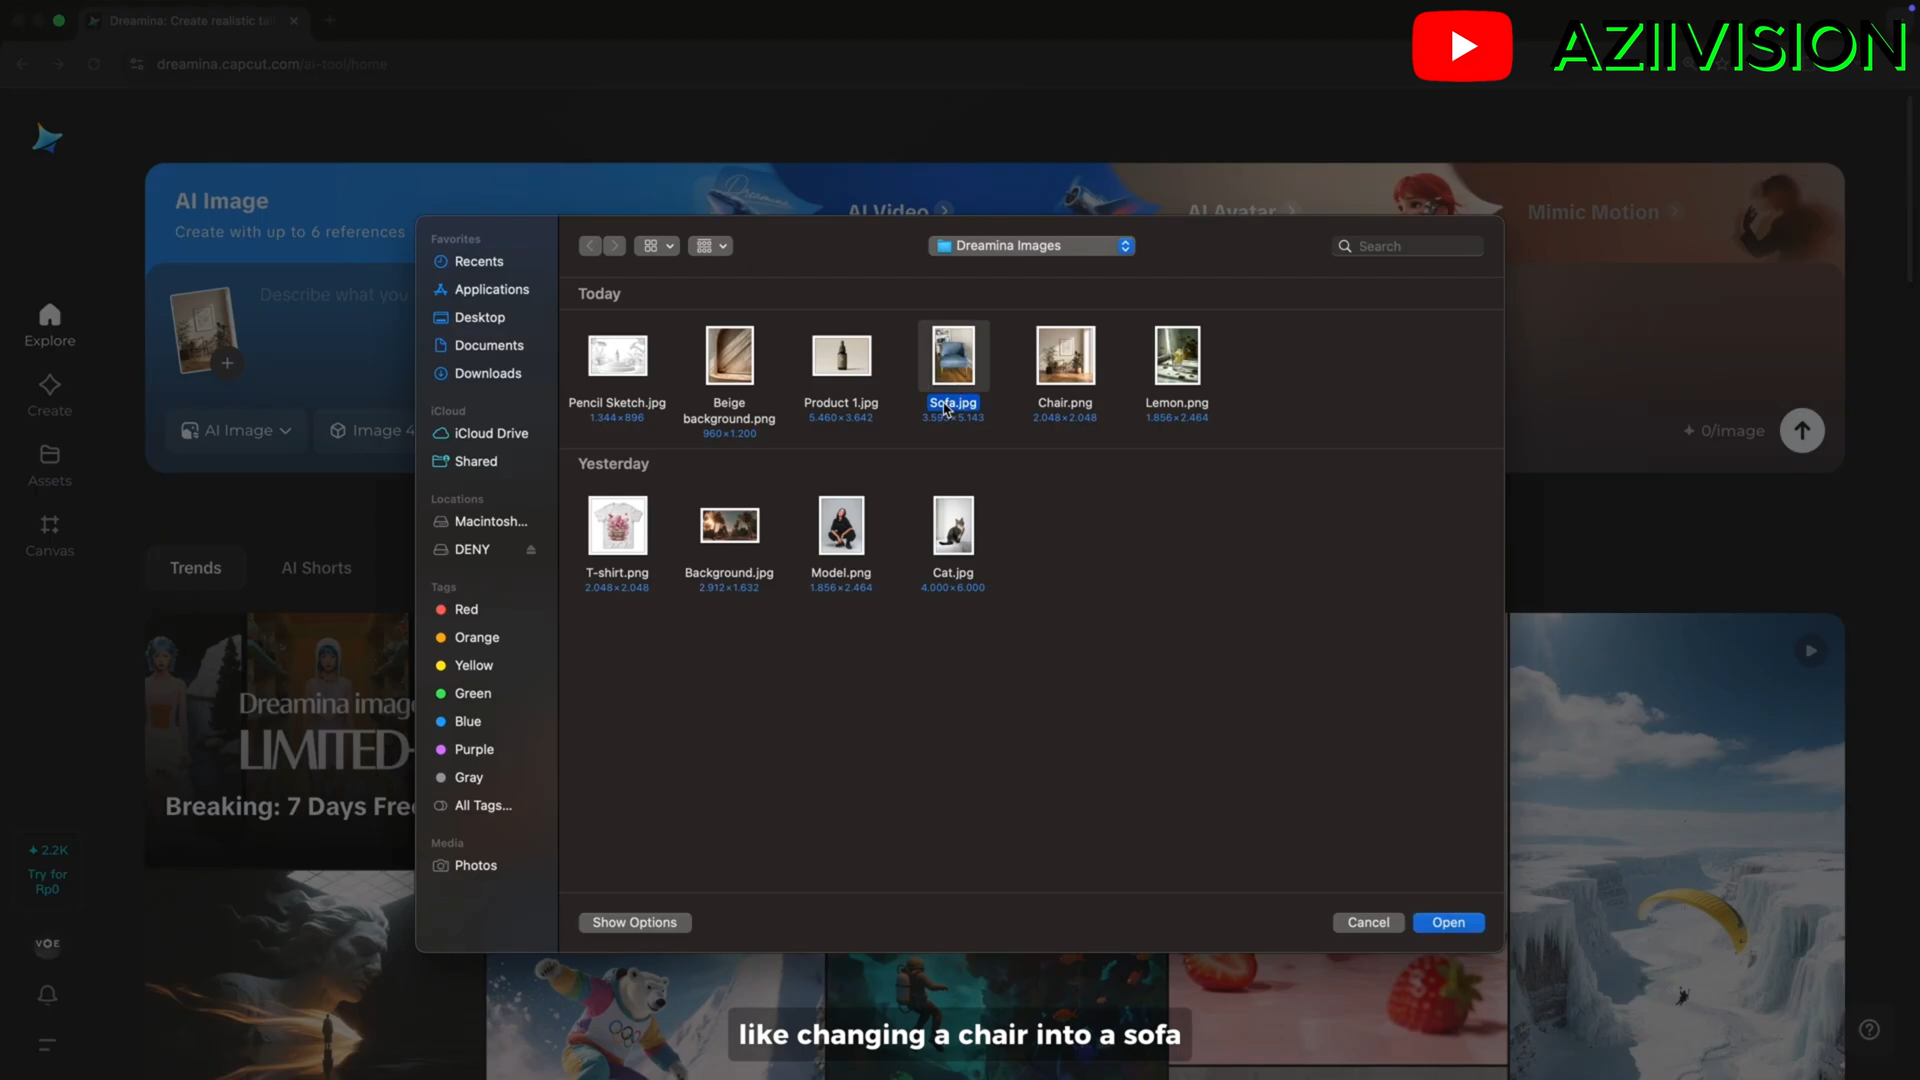 Dreamina: Create realistic tal
dreamina.capcut.com/ai-tool/home
AZIIVISION
AI Image
Create with up to 6 references
AI Video
AI Avatar
Mimic Motion
Describe what you
AI Image
Image 4
0/image
Explore
Create
Assets
Canvas
Trends
AI Shorts
Dreamina imag
LIMITED-
Breaking: 7 Days Fre
2.2K
Try for
Rp0
VOE
Favorites
Recents
Applications
Desktop
Documents
Downloads
iCloud
iCloud Drive
Shared
Locations
Macintosh...
DENY
Tags
Red
Orange
Yellow
Green
Blue
Purple
Gray
All Tags...
Media
Photos
Dreamina Images
Search
Today
Pencil Sketch.jpg
1.344×896
Beige
background.png
960×1.200
Product 1.jpg
5.460×3.642
Sofa.jpg
Chair.png
2.048×2.048
Lemon.png
1.856×2.464
Yesterday
T-shirt.png
2.048×2.048
Background.jpg
2.912×1.632
Model.png
1.856×2.464
Cat.jpg
4.000×6.000
Show Options
Cancel
Open
like changing a chair into a sofa